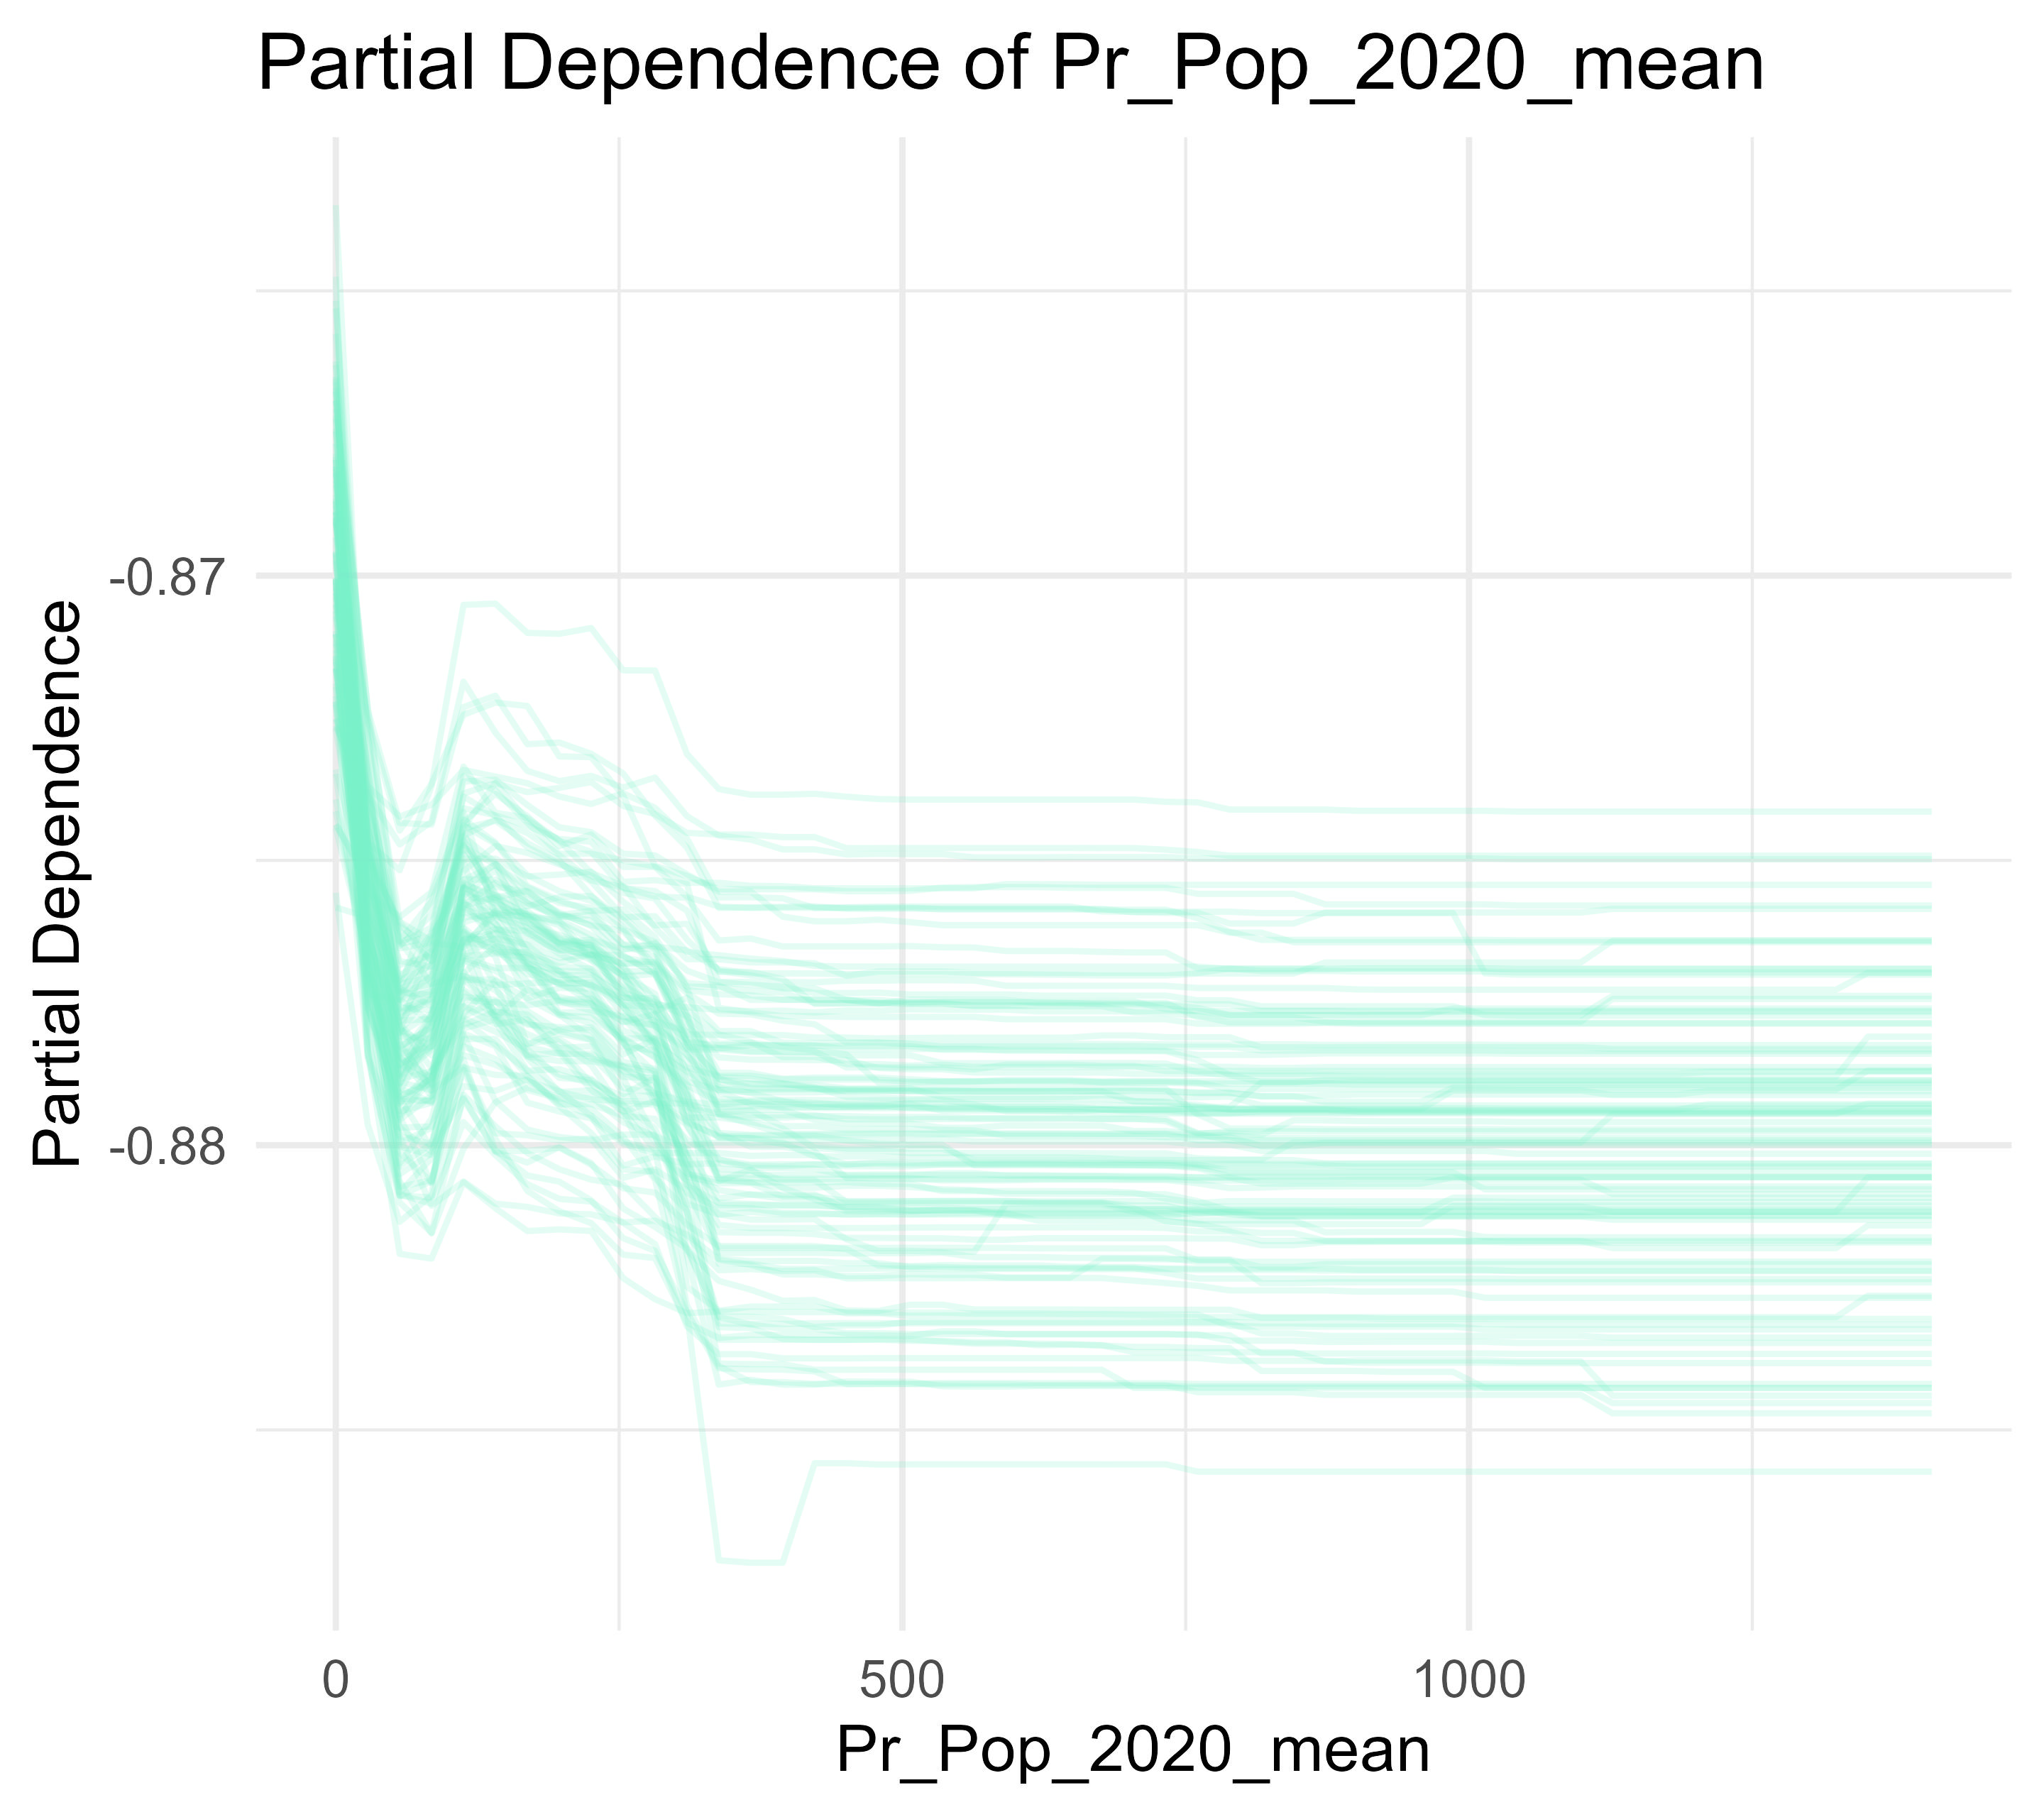 Partial Dependence of Pr_Pop_2020_mean
Partial Dependence
-0.87
-0.88
0 500 1000
Pr_Pop_2020_mean